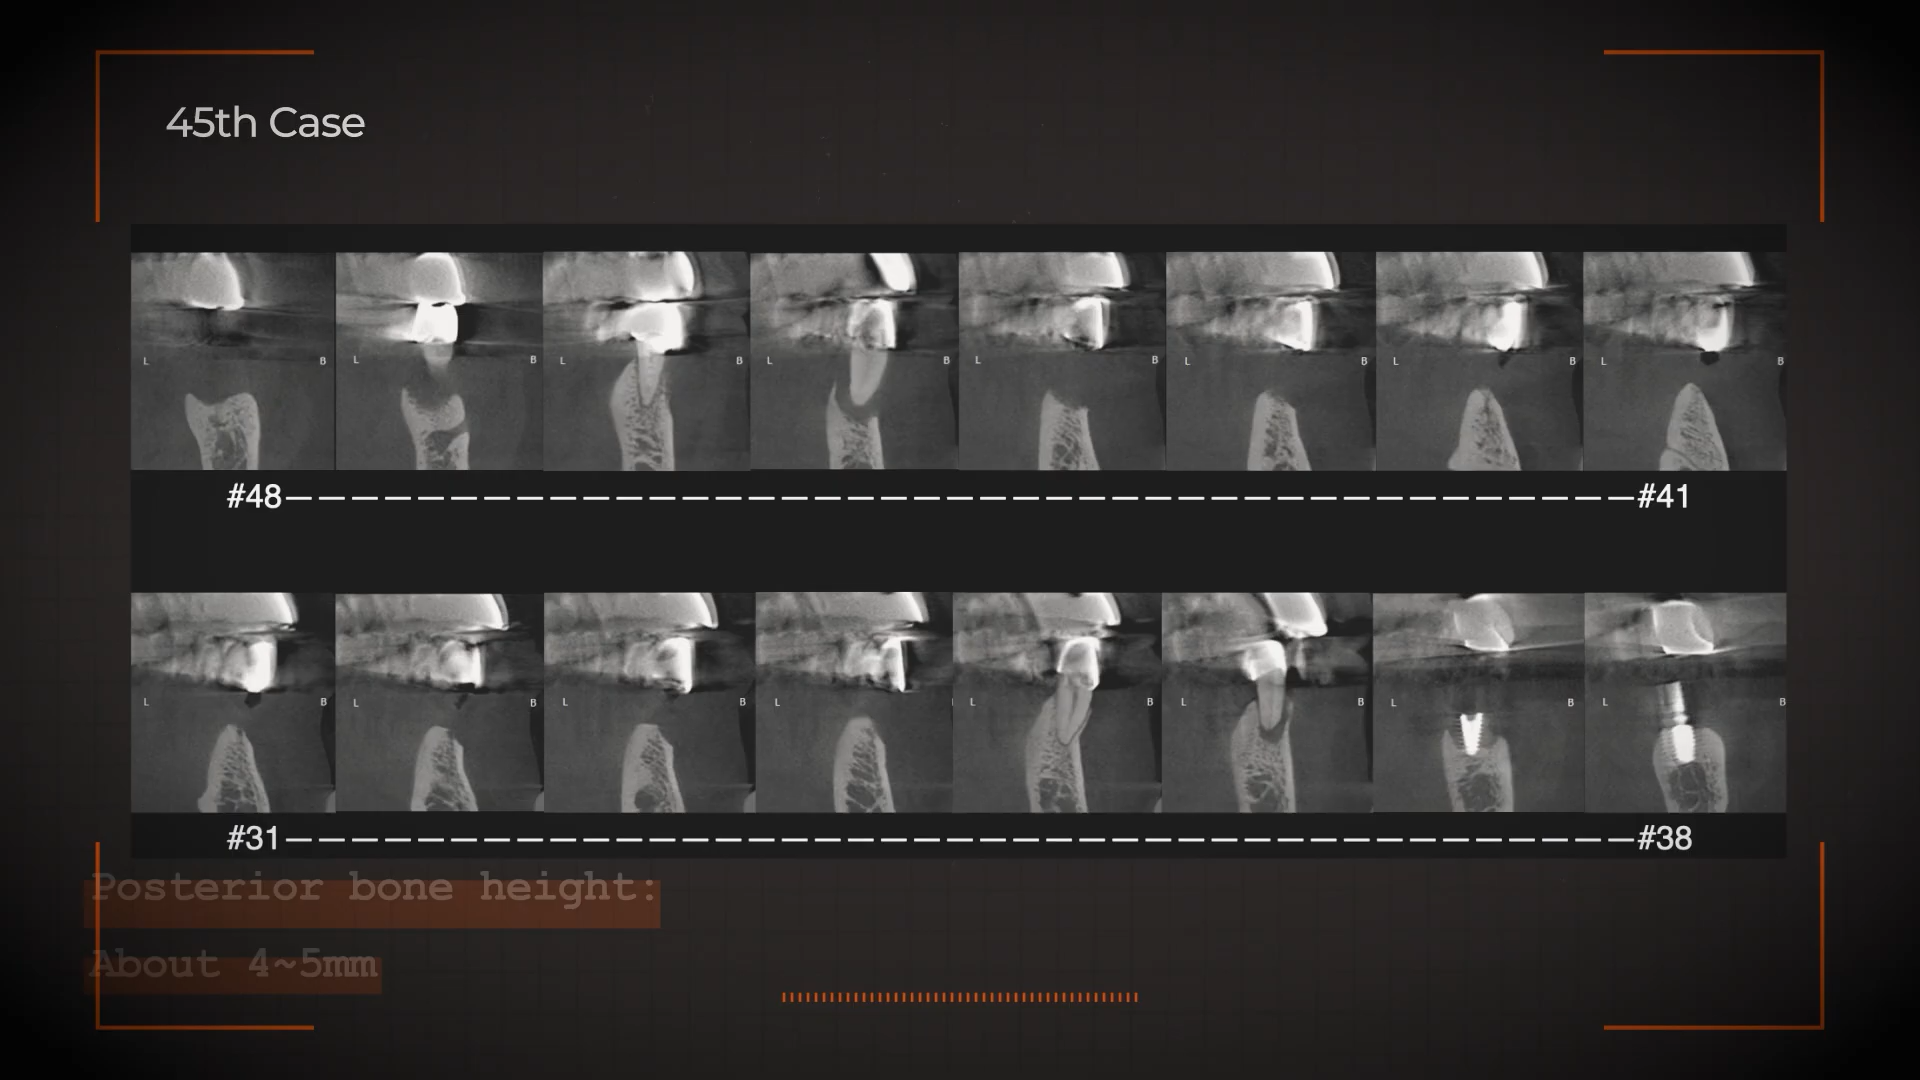 45th Case
L B L B L B L B L B L B L B L B
#48 #41
L B L B L B L B L B L B L B L B
#31 #38
Posterior bone height:
About 4~5mm